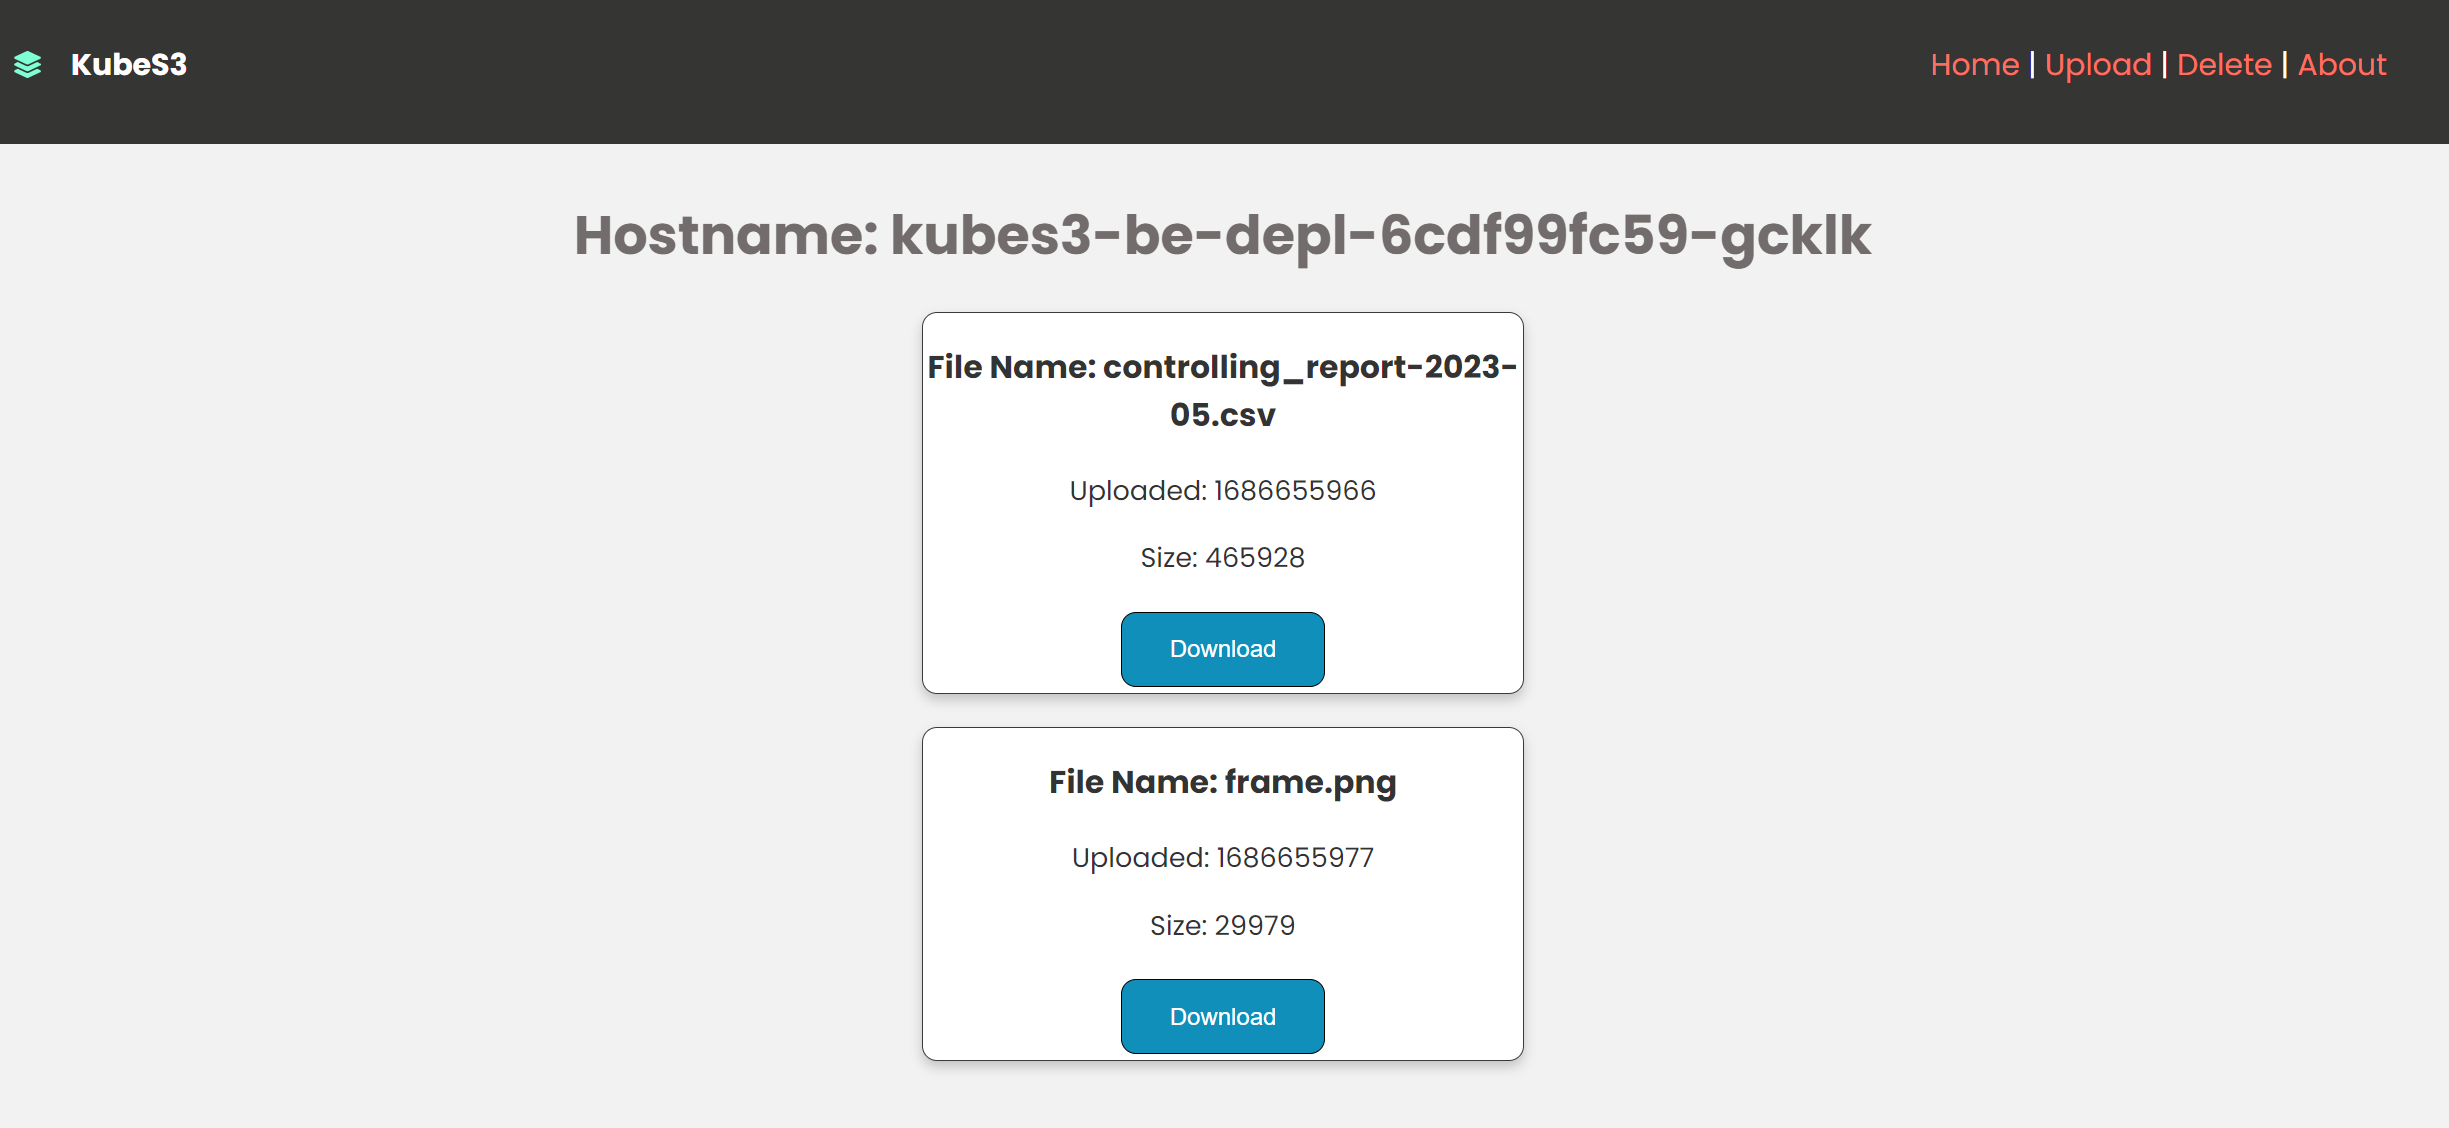 KubeS3
Home | Upload | Delete | About
Hostname: kubes3-be-depl-6cdf99fc59-gcklk
File Name: controlling_report-2023-
05.csv
Uploaded: 1686655966
Size: 465928
Download
File Name: frame.png
Uploaded: 1686655977
Size: 29979
Download